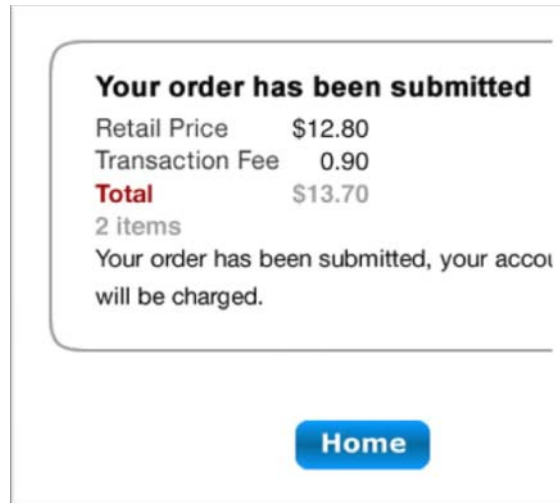 Your order has been submitted
Retail Price $12.80
Transaction Fee 0.90
Total $13.70
2 items
Your order has been submitted, your accou
will be charged.
Home